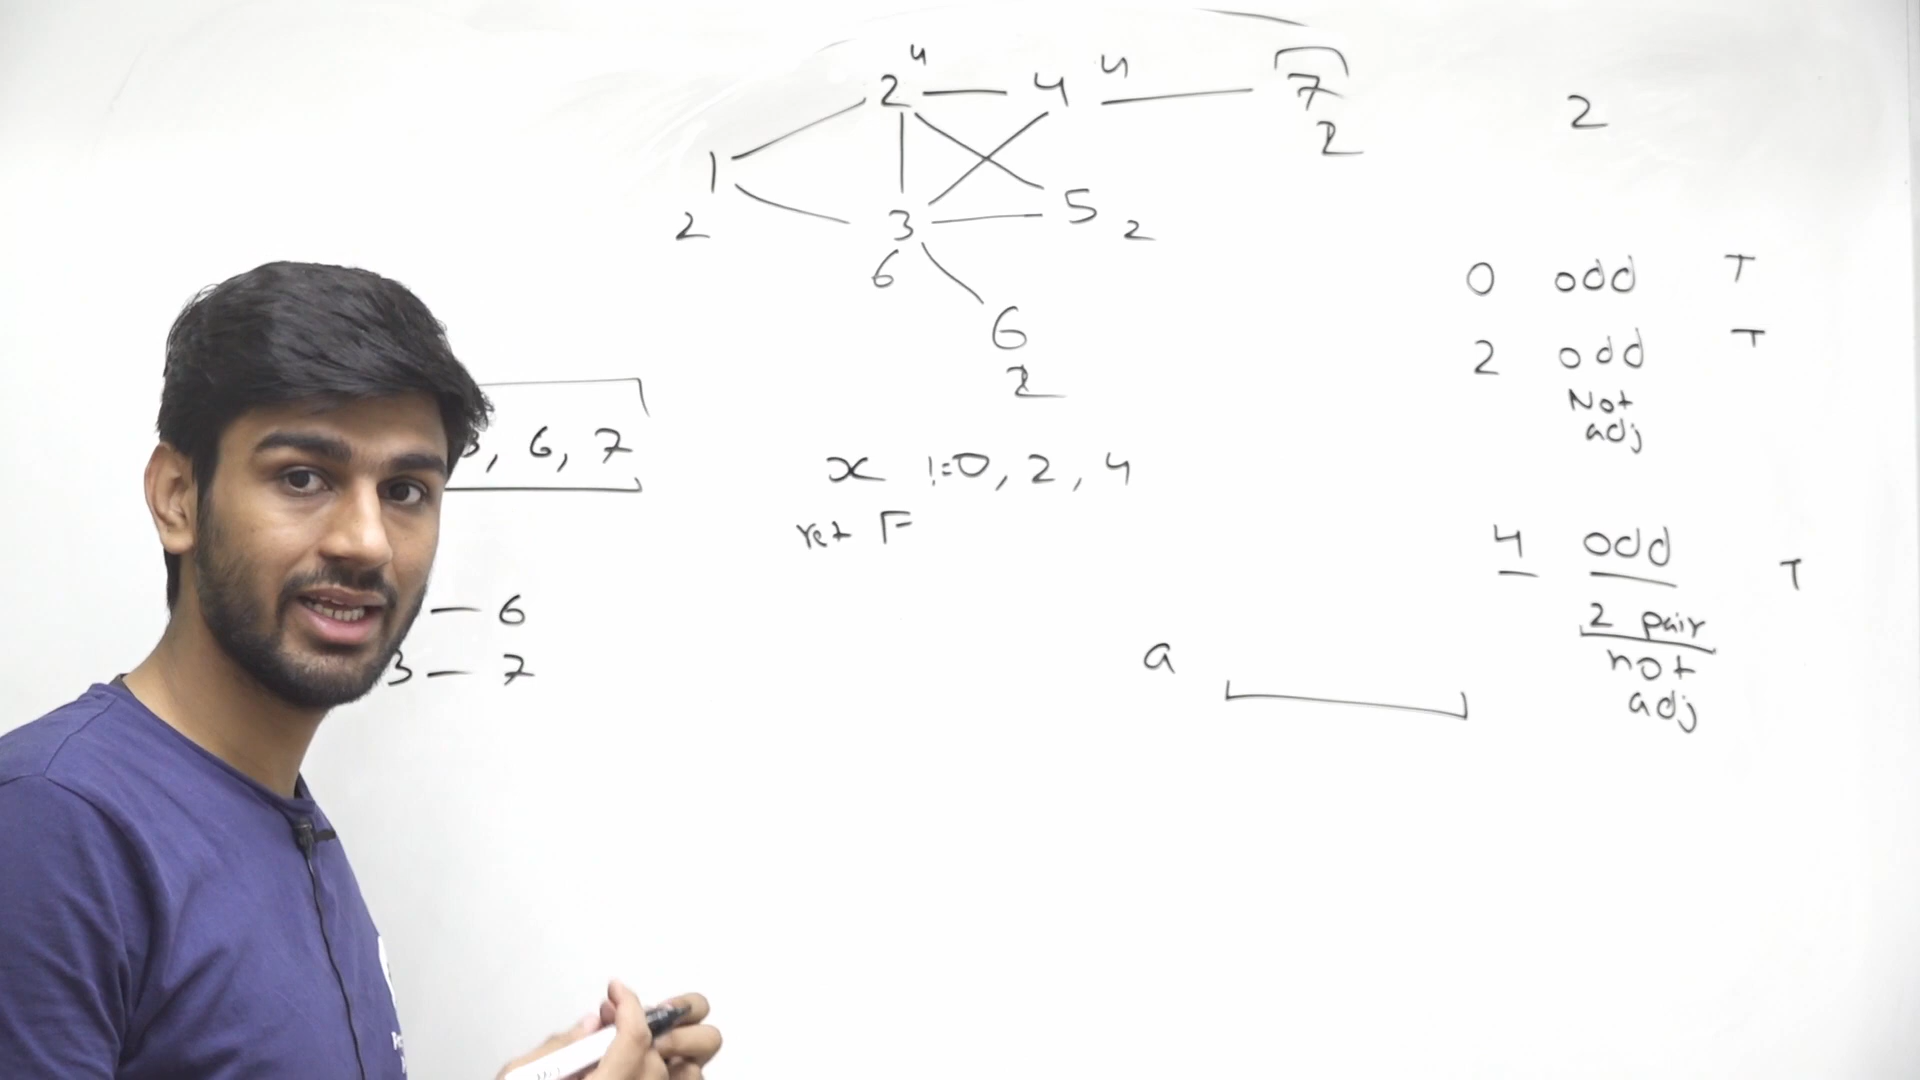 4
2 4 4 7
2
2
1
3 5 2
2
6
6
2
0 odd T
2 odd T
Not
adj
3, 6, 7
x != 0, 2, 4
ret F
4 odd T
2 pair
not
adj
a
— 6
3 — 7